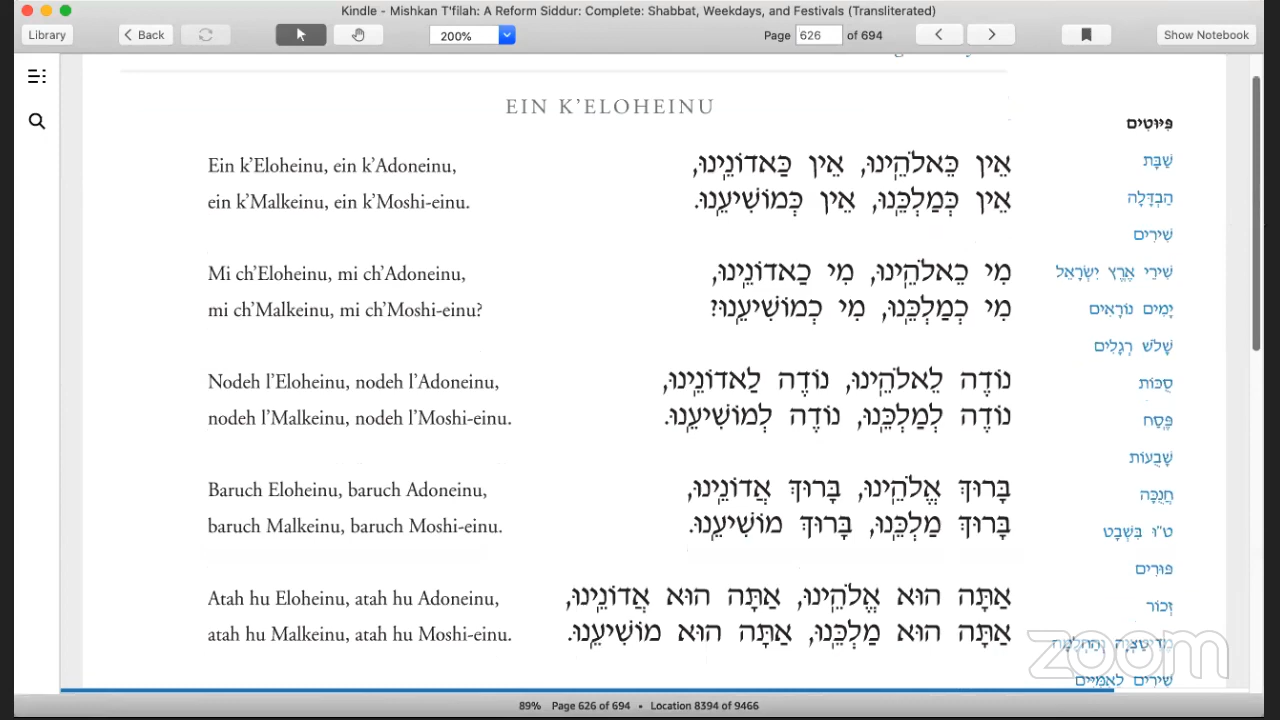 Kindle - Mishkan T'filah: A Reform Siddur: Complete: Shabbat, Weekdays, and Festivals (Transliterated)
Library Back 200% Page 626 of 694 Show Notebook
EIN K’ELOHEINU
Ein k’Eloheinu, ein k’Adoneinu,
ein k’Malkeinu, ein k’Moshi-einu.
Mi ch’Eloheinu, mi ch’Adoneinu,
mi ch’Malkeinu, mi ch’Moshi-einu?
Nodeh l’Eloheinu, nodeh l’Adoneinu,
nodeh l’Malkeinu, nodeh l’Moshi-einu.
Baruch Eloheinu, baruch Adoneinu,
baruch Malkeinu, baruch Moshi-einu.
Atah hu Eloheinu, atah hu Adoneinu,
atah hu Malkeinu, atah hu Moshi-einu.
אֵין כֵּאלֹהֵֽינוּ, אֵין כַּאדוֹנֵֽינוּ,
אֵין כְּמַלְכֵּֽנוּ, אֵין כְּמוֹשִׁיעֵֽנוּ.
מִי כֵאלֹהֵֽינוּ, מִי כַאדוֹנֵֽינוּ,
מִי כְמַלְכֵּֽנוּ, מִי כְמוֹשִׁיעֵֽנוּ?
נוֹדֶה לֵאלֹהֵֽינוּ, נוֹדֶה לַאדוֹנֵֽינוּ,
נוֹדֶה לְמַלְכֵּֽנוּ, נוֹדֶה לְמוֹשִׁיעֵֽנוּ.
בָּרוּךְ אֱלֹהֵֽינוּ, בָּרוּךְ אֲדוֹנֵֽינוּ,
בָּרוּךְ מַלְכֵּֽנוּ, בָּרוּךְ מוֹשִׁיעֵֽנוּ.
אַתָּה הוּא אֱלֹהֵֽינוּ, אַתָּה הוּא אֲדוֹנֵֽינוּ,
אַתָּה הוּא מַלְכֵּֽנוּ, אַתָּה הוּא מוֹשִׁיעֵֽנוּ.
פִּיּוּטִים
שַׁבָּת
הַבְדָּלָה
שִׁירִים
שִׁירֵי אֶֽרֶץ יִשְׂרָאֵל
יָמִים נוֹרָאִים
שָׁלֹשׁ רְגָלִים
סֻכּוֹת
פֶּֽסַח
שָׁבֻעוֹת
חֲנֻכָּה
ט״וּ בִּשְׁבָט
פּוּרִים
זְכוֹר
שִׁירִים לְאֻמִּיִּים
zoom
89% Page 626 of 694 • Location 8394 of 9466